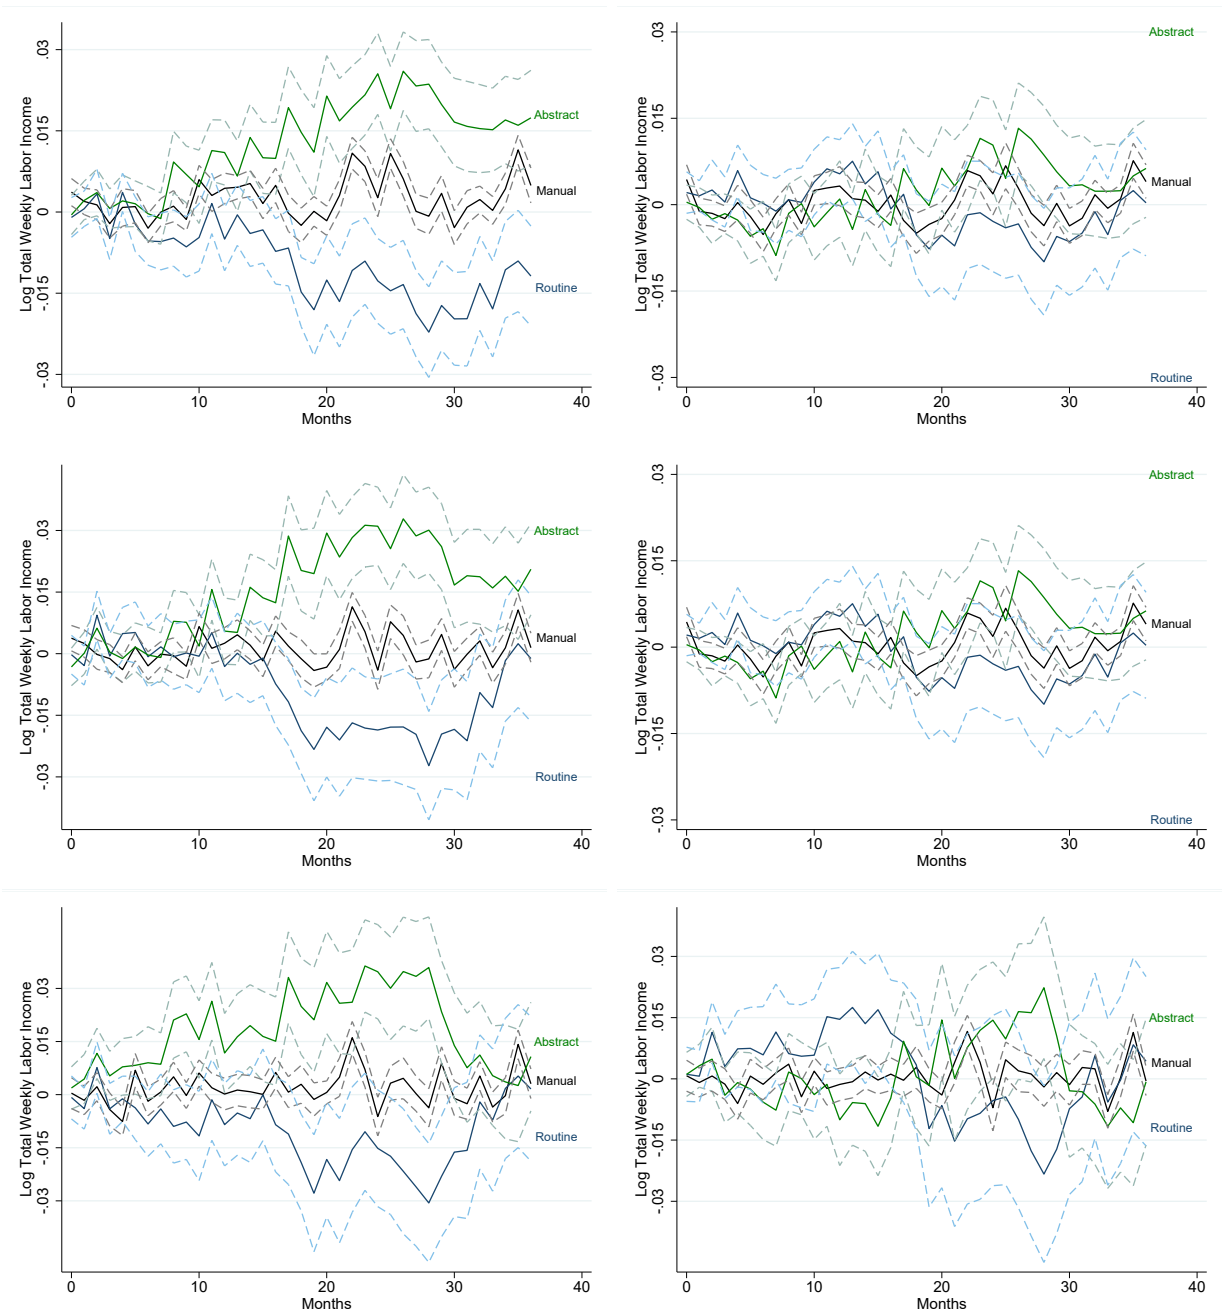 Log Total Weekly Labor Income
.03
.015
0
-.015
-.03
Abstract
Manual
Routine
0 10 20 30 40
Months
Log Total Weekly Labor Income
.03
.015
0
-.015
-.03
Abstract
Manual
Routine
0 10 20 30 40
Months
Log Total Weekly Labor Income
.03
.015
0
-.015
-.03
Abstract
Manual
Routine
0 10 20 30 40
Months
Log Total Weekly Labor Income
.03
.015
0
-.015
-.03
Abstract
Manual
Routine
0 10 20 30 40
Months
Log Total Weekly Labor Income
.03
.015
0
-.015
-.03
Abstract
Manual
Routine
0 10 20 30 40
Months
Log Total Weekly Labor Income
.03
.015
0
-.015
-.03
Abstract
Manual
Routine
0 10 20 30 40
Months